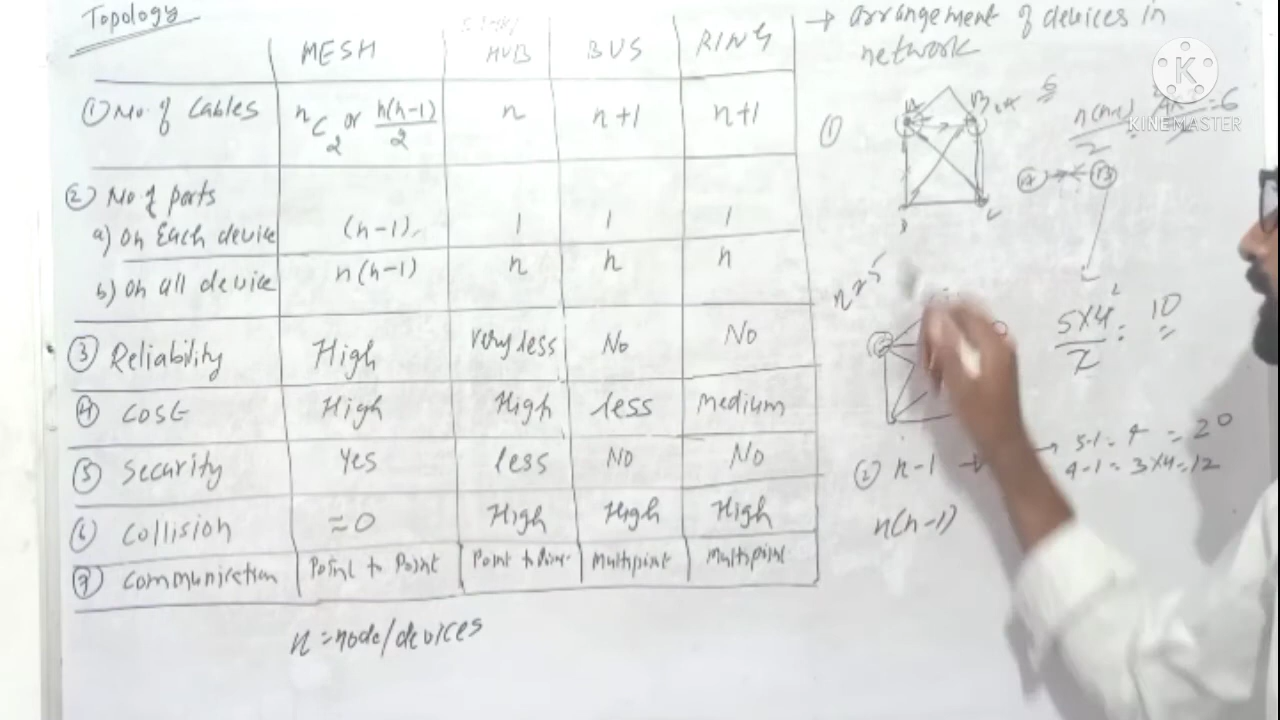 Topology
MESH HUB BUS RING
① No. of Cables nC2 or n(n-1)/2 n n+1 n+1
② No of ports
a) on Each device (n-1) 1 1 1
b) on all device n(n-1) n n n
③ Reliability High very less No No
④ Cost High High less medium
⑤ Security Yes less No No
⑥ Collision ≈0 High High High
⑦ Communication Point to Point Point to Multipoint Multipoint
n = node/devices
→ arrangement of devices in
network
①
A B
= 6
A B
C
5×4/2 = 10
② n-1 → 5-1 = 4 = 20
4-1 = 3×4 = 12
n(n-1)
K
KINEMASTER